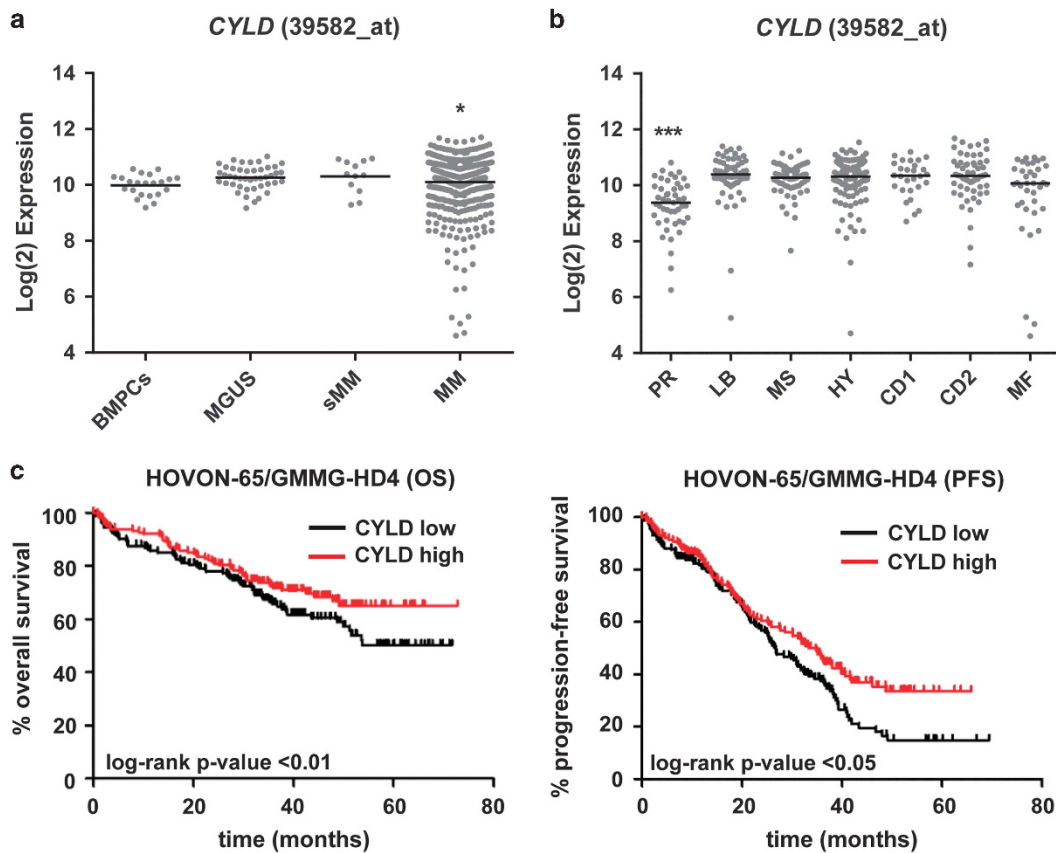 a
CYLD (39582_at)
Log(2) Expression
14
12
10
8
6
4
*
BMPCs
MGUS
sMM
MM
b
CYLD (39582_at)
Log(2) Expression
14
12
10
8
6
4
***
PR
LB
MS
HY
CD1
CD2
MF
c
HOVON-65/GMMG-HD4 (OS)
% overall survival
100
80
60
40
20
0
CYLD low
CYLD high
log-rank p-value <0.01
0 20 40 60 80
time (months)
HOVON-65/GMMG-HD4 (PFS)
% progression-free survival
100
80
60
40
20
0
CYLD low
CYLD high
log-rank p-value <0.05
0 20 40 60 80
time (months)